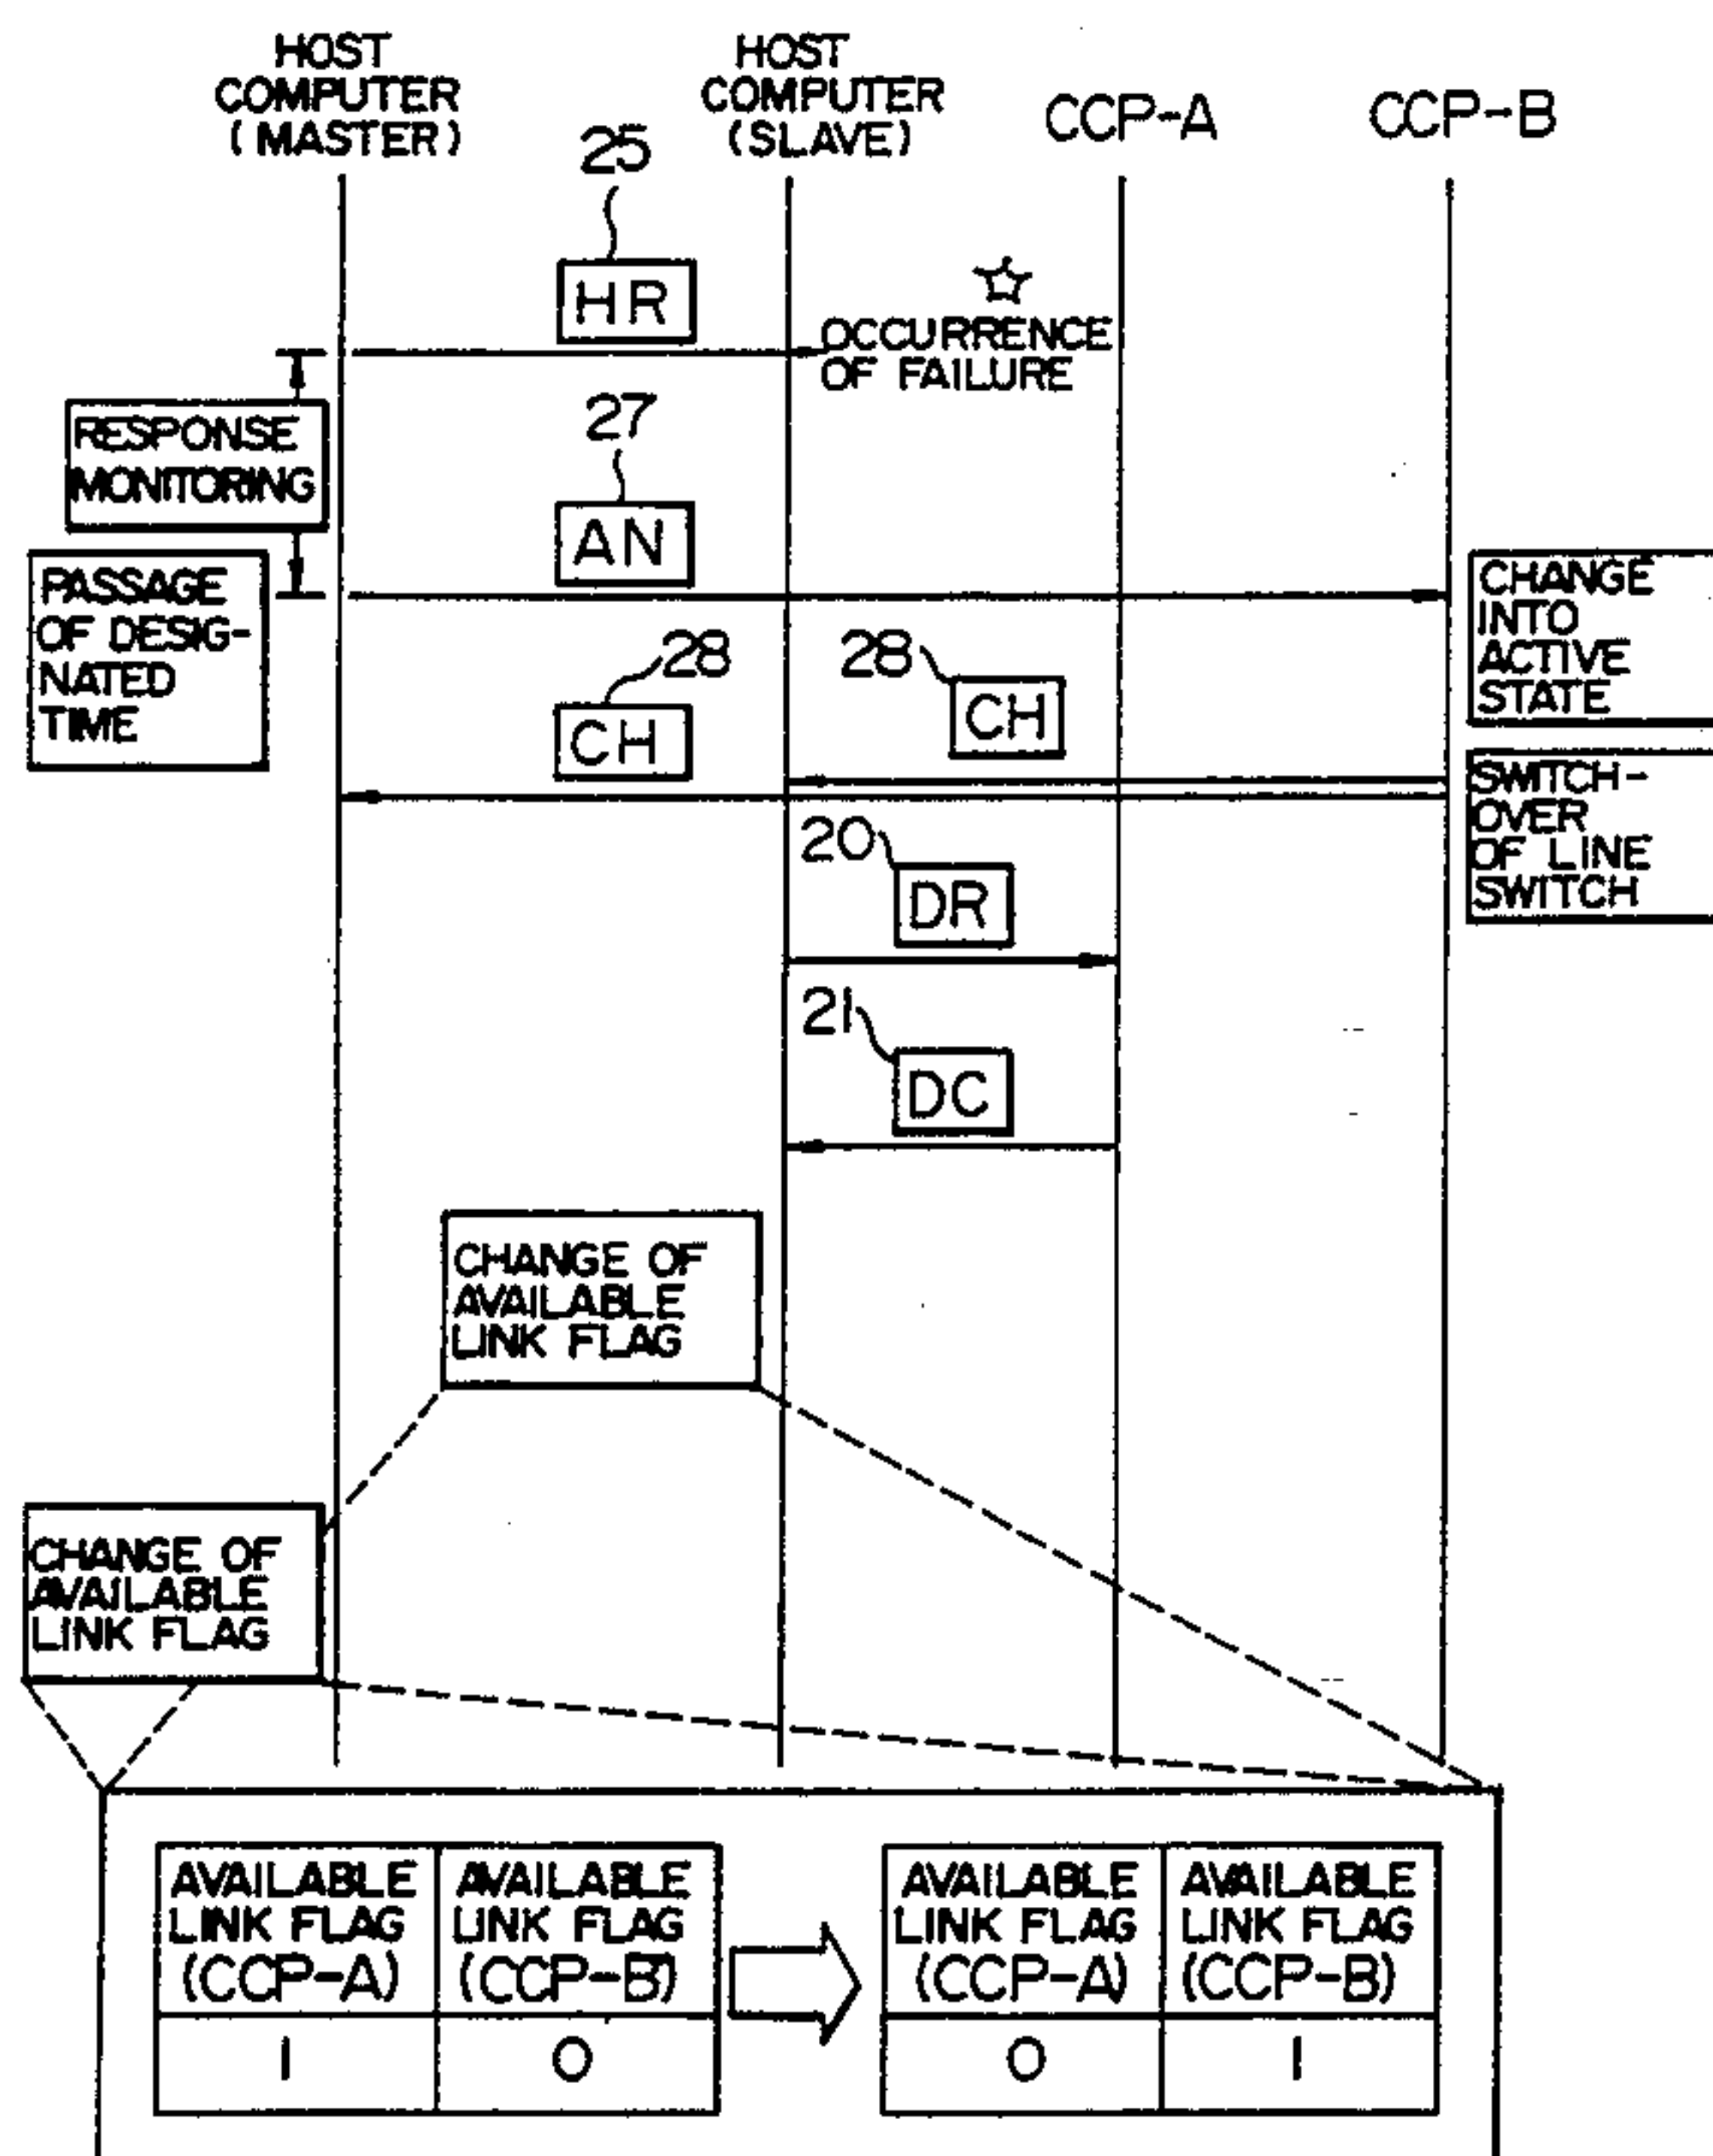 HOST
COMPUTER
(MASTER)
HOST
COMPUTER
(SLAVE)
CCP-A
CCP-B
25
HR
OCCURRENCE
OF FAILURE
RESPONSE
MONITORING
27
AN
PASSAGE
OF DESIG-
NATED
TIME
CHANGE
INTO
ACTIVE
STATE
28
CH
28
CH
SWITCH-
OVER
OF LINE
SWITCH
20
DR
21
DC
CHANGE OF
AVAILABLE
LINK FLAG
CHANGE OF
AVAILABLE
LINK FLAG
AVAILABLE
LINK FLAG
(CCP-A)
AVAILABLE
LINK FLAG
(CCP-B)
1
0
AVAILABLE
LINK FLAG
(CCP-A)
AVAILABLE
LINK FLAG
(CCP-B)
0
1